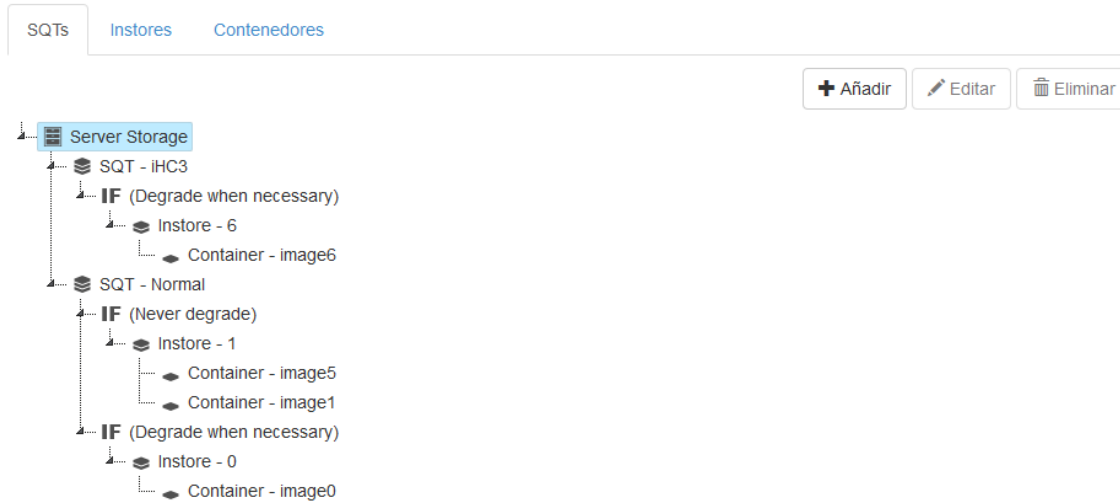 SQTs Instores Contenedores
Añadir Editar Eliminar
Server Storage
SQT - iHC3
IF (Degrade when necessary)
Instore - 6
Container - image6
SQT - Normal
IF (Never degrade)
Instore - 1
Container - image5
Container - image1
IF (Degrade when necessary)
Instore - 0
Container - image0